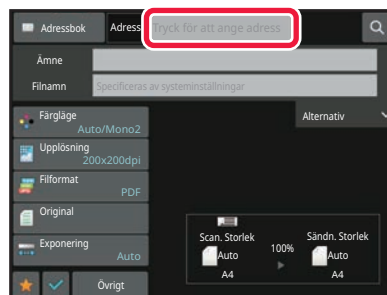 Adressbok Adress Tryck för att ange adress
Ämne
Filnamn Specificeras av systeminställningar
Färgläge
Auto/Mono2
Alternativ
Upplösning
200x200dpi
Filformat
PDF
Original
Exponering
Auto
Scan. Storlek
Auto
A4
100%
Sändn. Storlek
Auto
A4
Övrigt